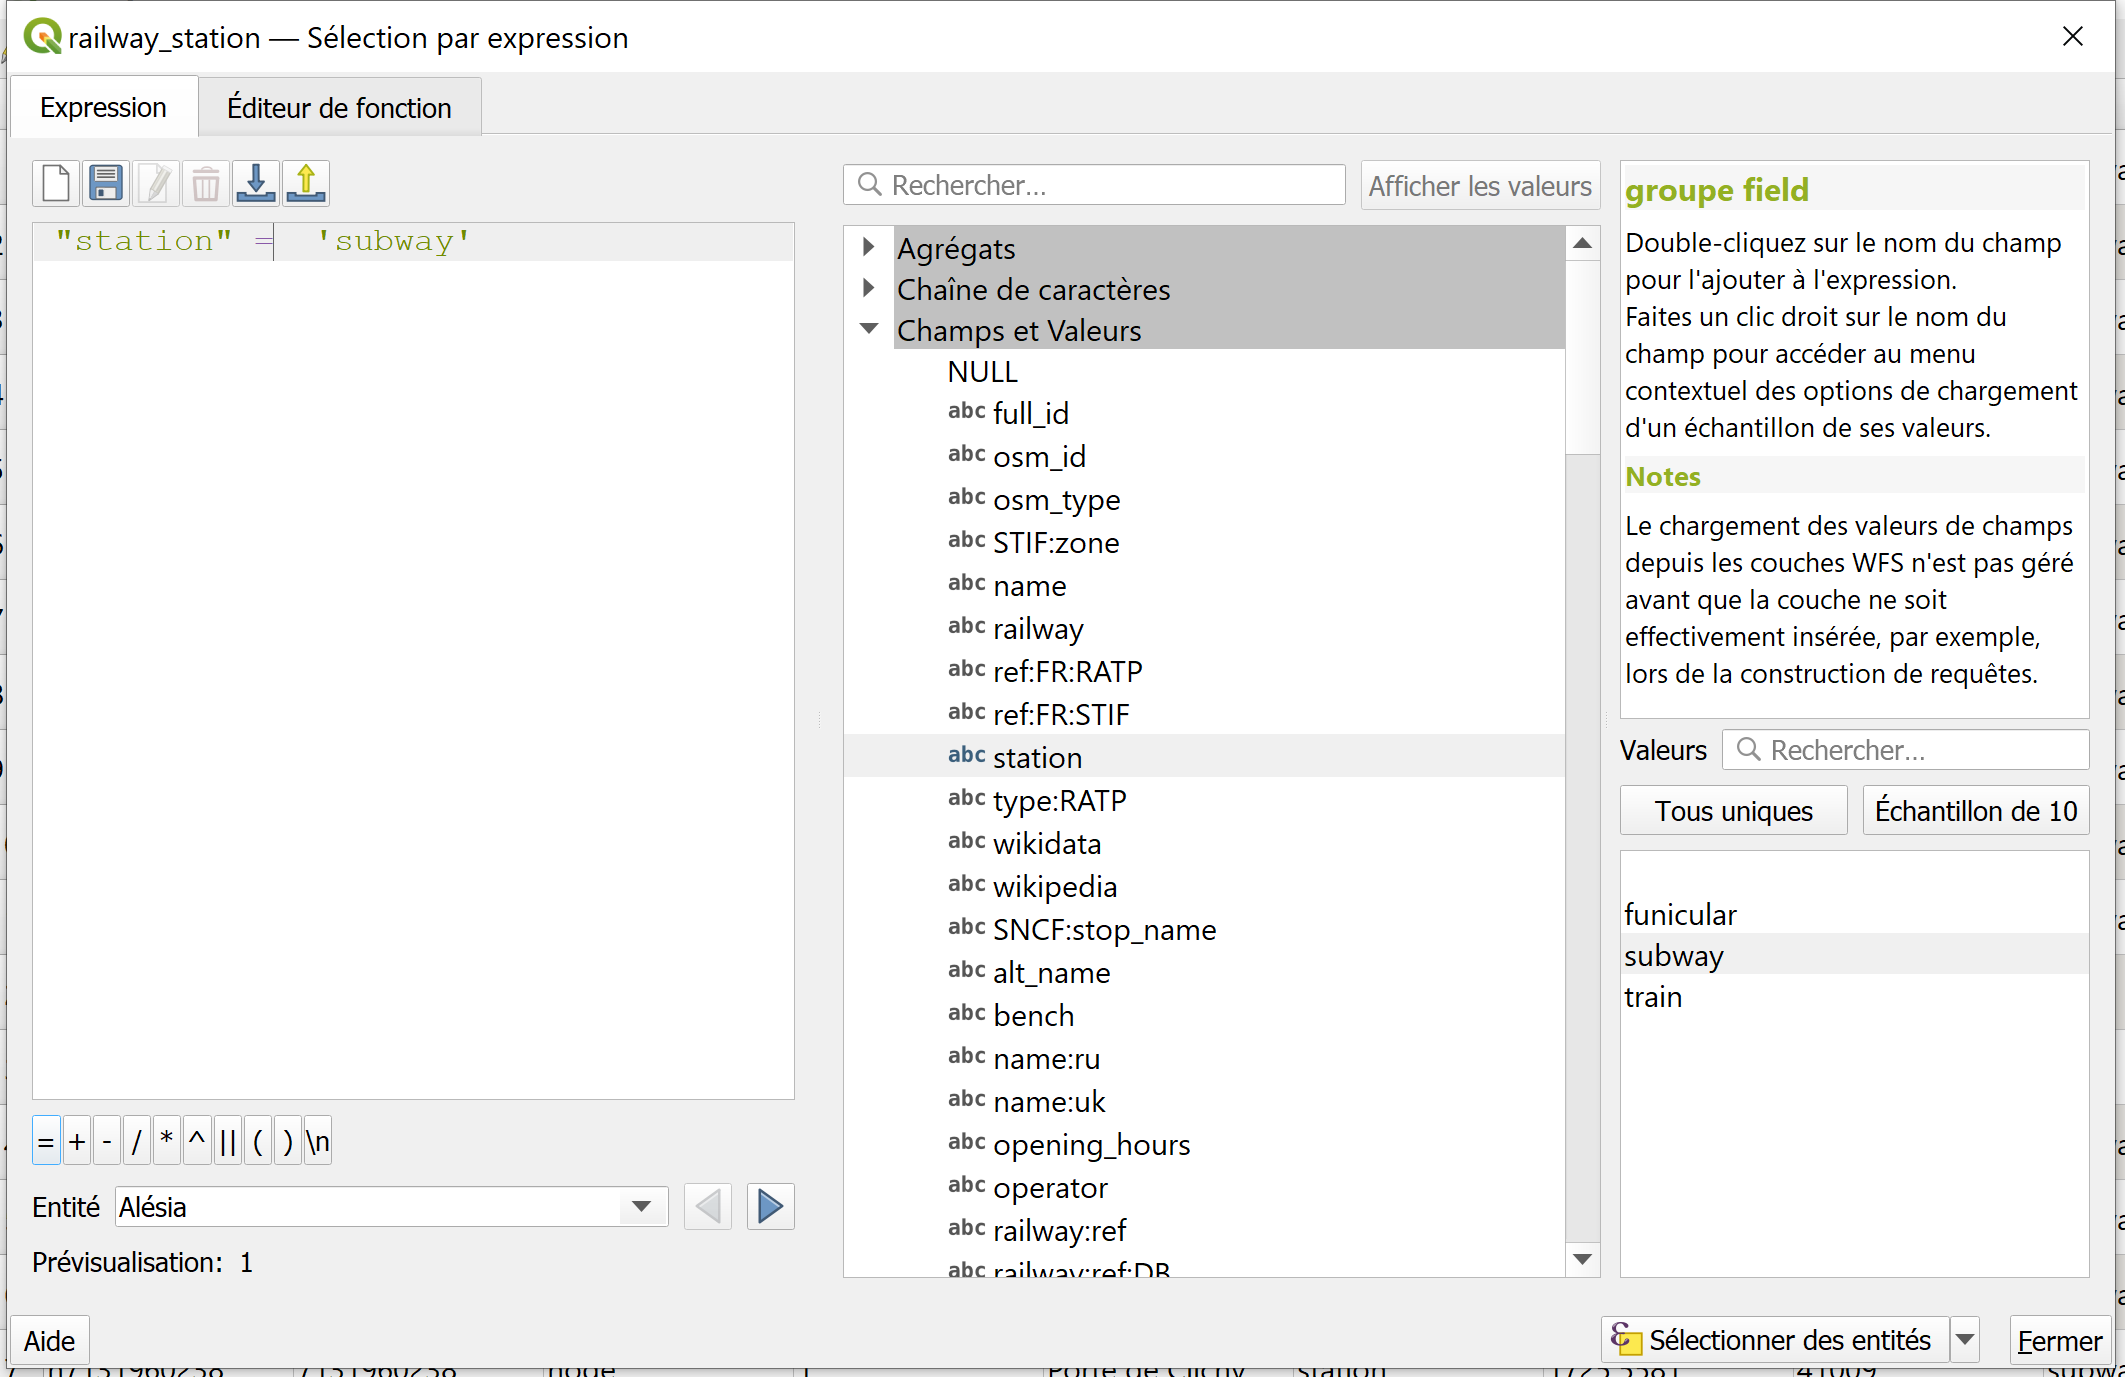 railway_station — Sélection par expression
Expression
Éditeur de fonction
"station" = 'subway'
= + - / * ^ || ( ) \n
Entité Alésia
Prévisualisation: 1
Rechercher...
Afficher les valeurs
Agrégats
Chaîne de caractères
Champs et Valeurs
NULL
abc full_id
abc osm_id
abc osm_type
abc STIF:zone
abc name
abc railway
abc ref:FR:RATP
abc ref:FR:STIF
abc station
abc type:RATP
abc wikidata
abc wikipedia
abc SNCF:stop_name
abc alt_name
abc bench
abc name:ru
abc name:uk
abc opening_hours
abc operator
abc railway:ref
abc railway:ref:DB
groupe field
Double-cliquez sur le nom du champ
pour l'ajouter à l'expression.
Faites un clic droit sur le nom du
champ pour accéder au menu
contextuel des options de chargement
d'un échantillon de ses valeurs.
Notes
Le chargement des valeurs de champs
depuis les couches WFS n'est pas géré
avant que la couche ne soit
effectivement insérée, par exemple,
lors de la construction de requêtes.
Valeurs Rechercher...
Tous uniques
Échantillon de 10
funicular
subway
train
Aide
Sélectionner des entités
Fermer
node Porte de Clichy station